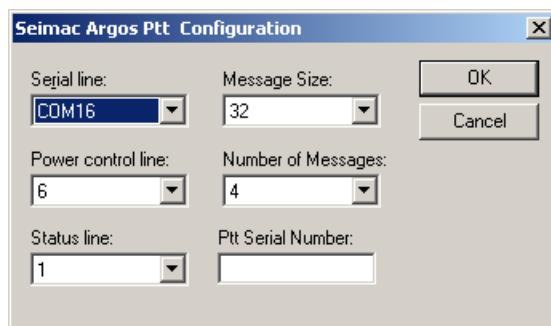 Seimac Argos Ptt Configuration
Serial line:
COM16
Message Size:
32
OK
Cancel
Power control line:
6
Number of Messages:
4
Status line:
1
Ptt Serial Number: